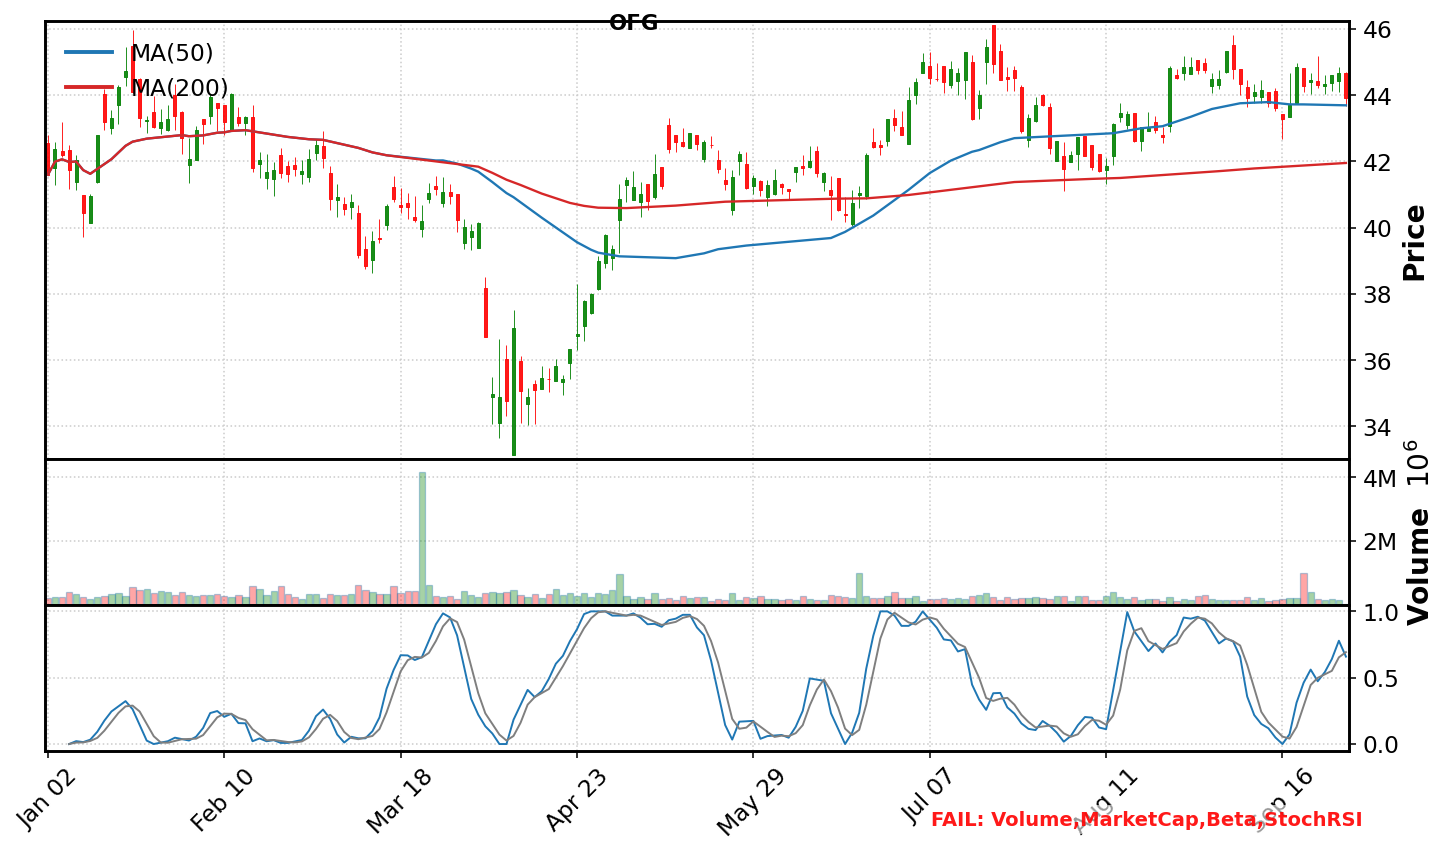 OFG
MA(50)
MA(200)
46
44
42
40
38
36
34
Price
4M
2M
Volume 10^6
1.0
0.5
0.0
Jan 02
Feb 10
Mar 18
Apr 23
May 29
Jul 07
Aug 11
Sep 16
FAIL: Volume,MarketCap,Beta,StochRSI